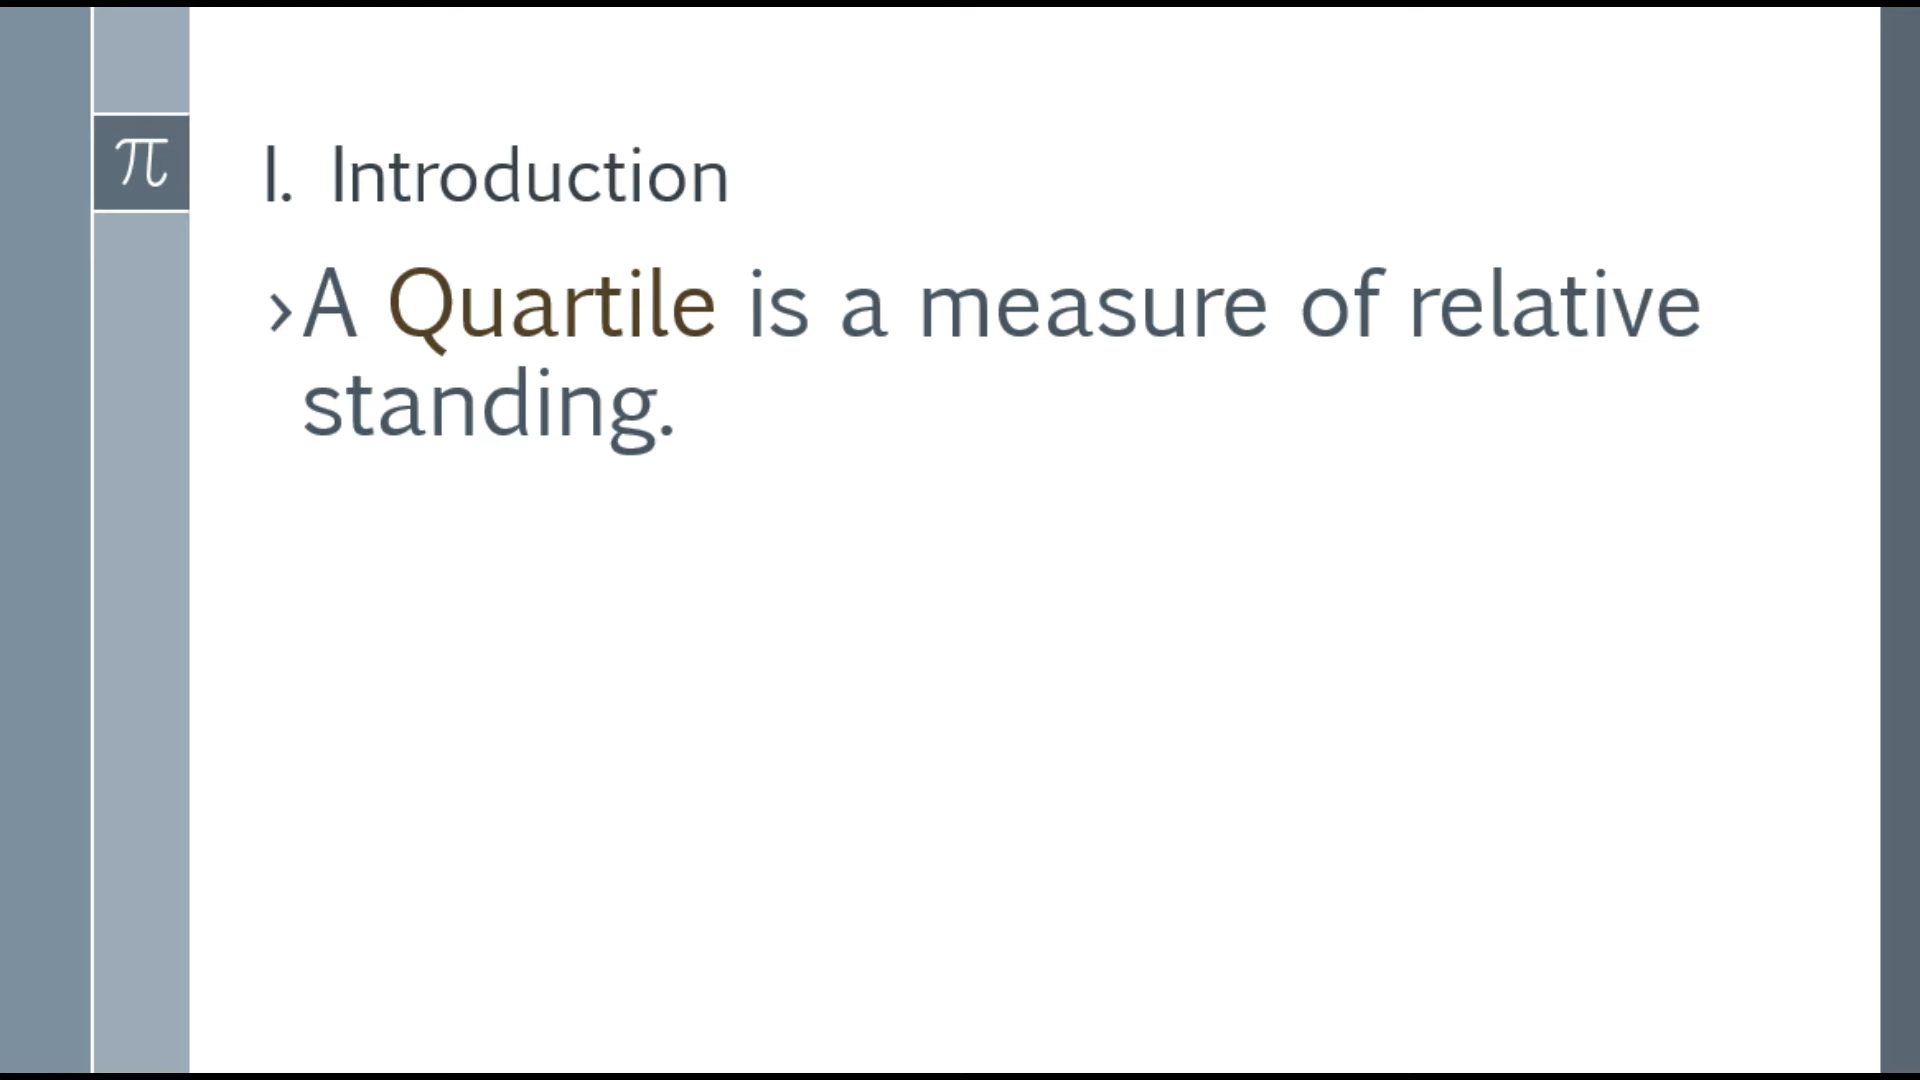 π
I. Introduction
›A Quartile is a measure of relative
standing.